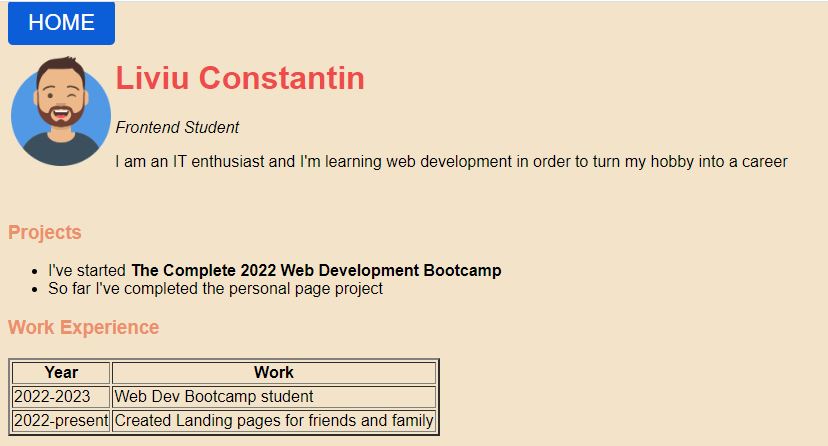 HOME
Liviu Constantin
Frontend Student
I am an IT enthusiast and I'm learning web development in order to turn my hobby into a career
Projects
I've started The Complete 2022 Web Development Bootcamp
So far I've completed the personal page project
Work Experience
Year Work
2022-2023 Web Dev Bootcamp student
2022-present Created Landing pages for friends and family